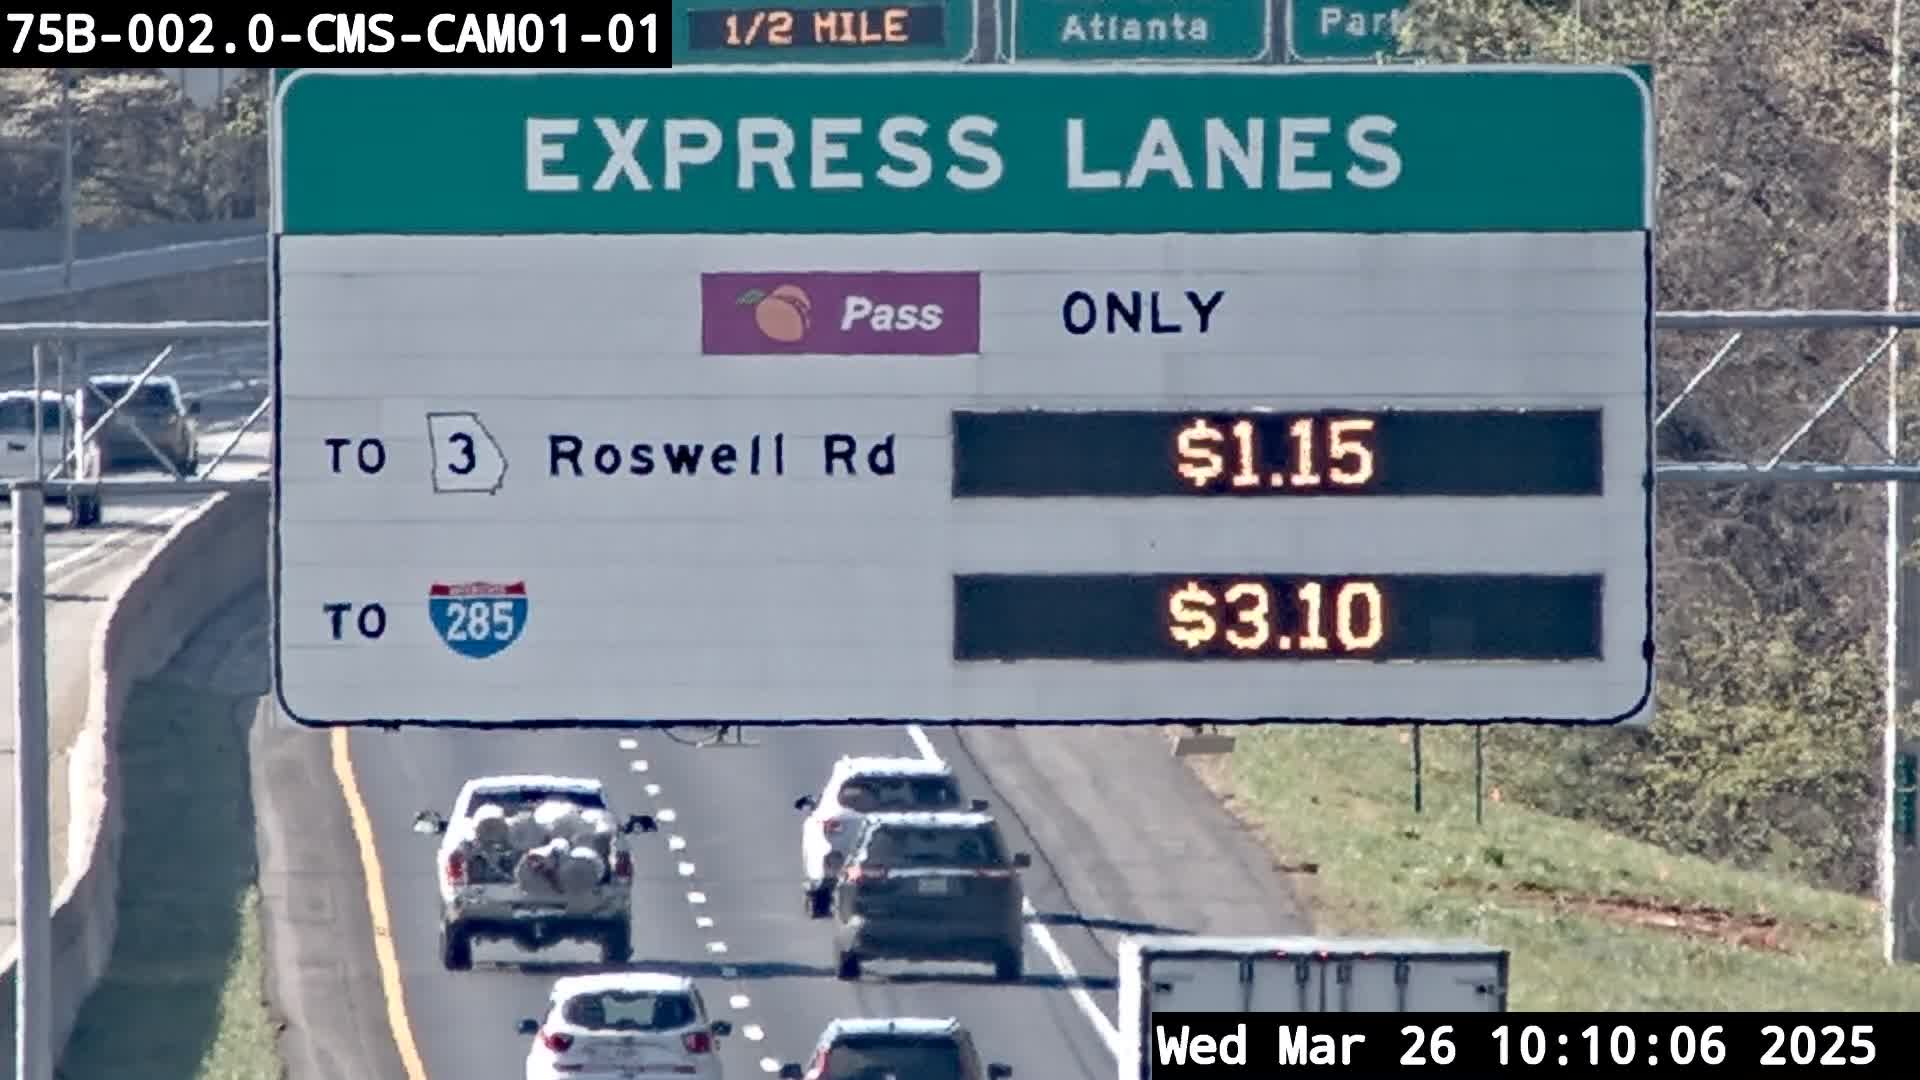 75B-002.0-CMS-CAM01-01
1/2 MILE
Atlanta
EXPRESS LANES
Pass ONLY
TO 3 Roswell Rd $1.15
TO 285 $3.10
Wed Mar 26 10:10:06 2025